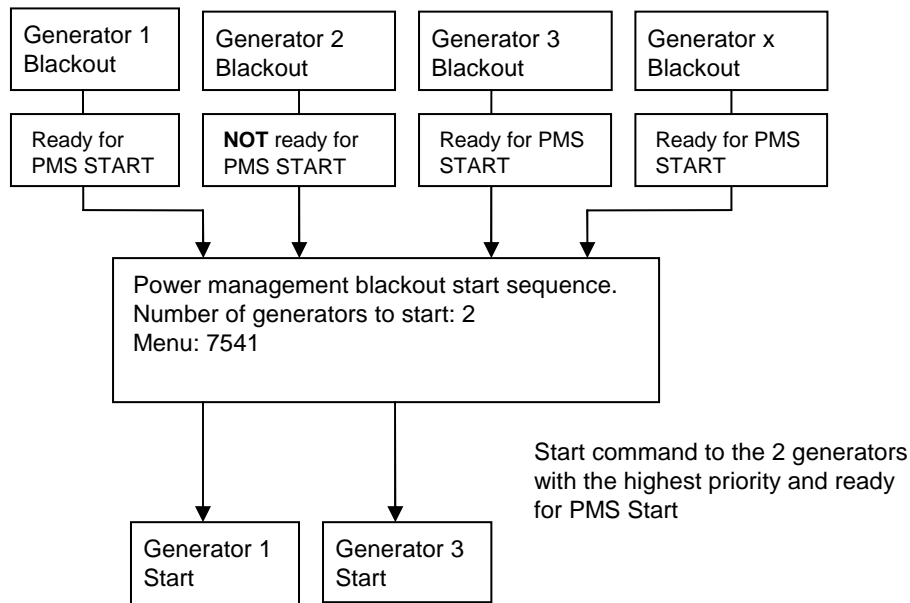 Generator 1
Blackout
Generator 2
Blackout
Generator 3
Blackout
Generator x
Blackout
Ready for
PMS START
NOT ready for
PMS START
Ready for PMS
START
Ready for PMS
START
Power management blackout start sequence.
Number of generators to start: 2
Menu: 7541
Start command to the 2 generators
with the highest priority and ready
for PMS Start
Generator 1
Start
Generator 3
Start